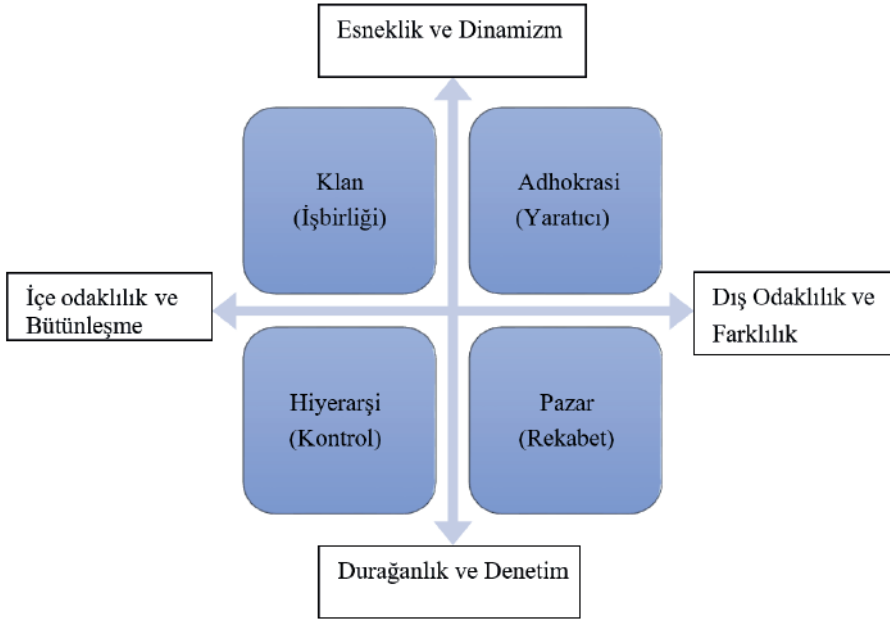 Esneklik ve Dinamizm
Klan
(İşbirliği)
Adhokrasi
(Yaratıcı)
İçe odaklılık ve
Bütünleşme
Dış Odaklılık ve
Farklılık
Hiyerarşi
(Kontrol)
Pazar
(Rekabet)
Durağanlık ve Denetim